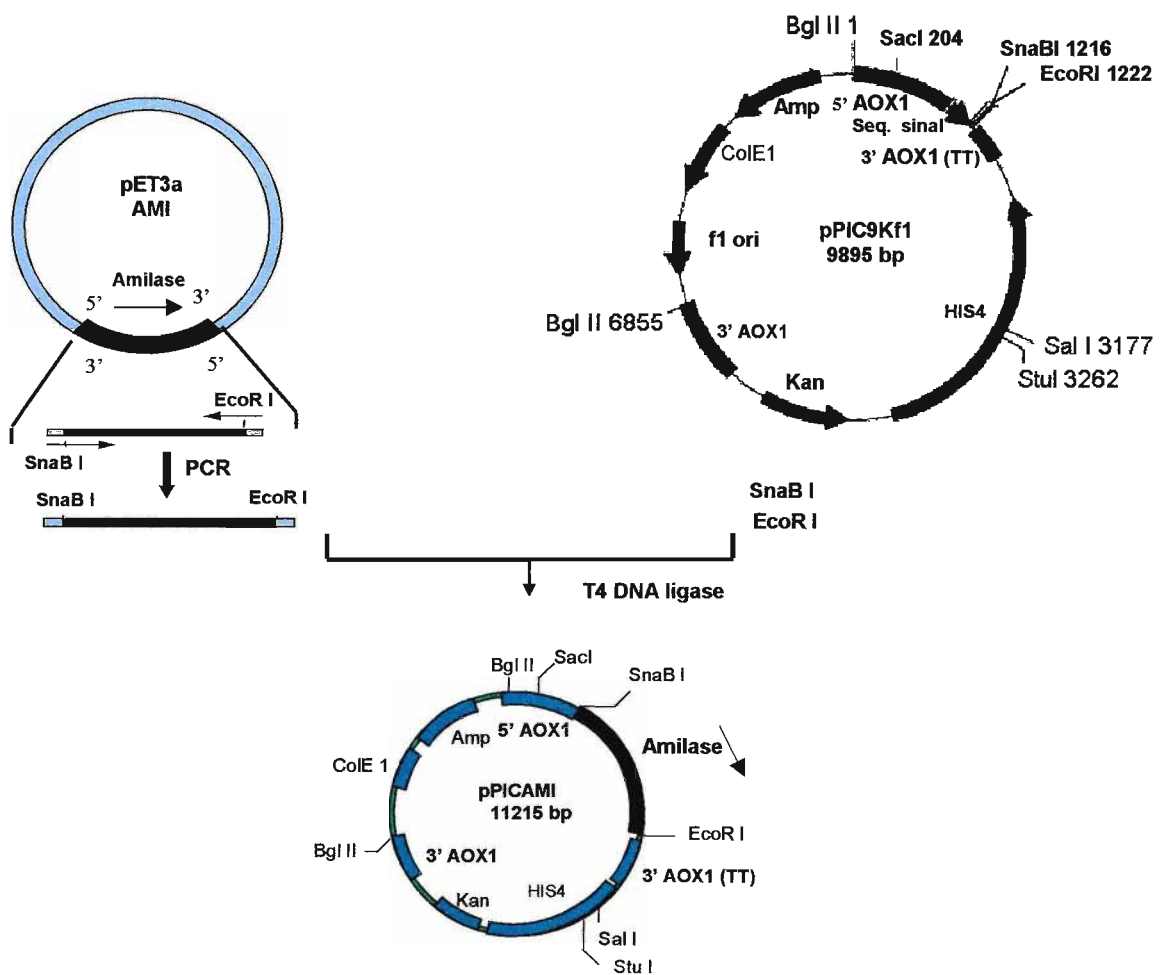 pET3a
AMI
Amilase
5’ 3’
3’ 5’
EcoR I
SnaB I
PCR
SnaB I EcoR I
Bgl II 1
SacI 204
SnaBI 1216
EcoRI 1222
Amp 5’ AOX1
Seq. sinal
3’ AOX1 (TT)
ColE1
pPIC9Kf1
9895 bp
f1 ori
HIS4
Bgl II 6855
3’ AOX1
Sal I 3177
StuI 3262
Kan
SnaB I
EcoR I
T4 DNA ligase
Bgl II
SacI
SnaB I
Amp
5’ AOX1
Amilase
ColE 1
pPICAMI
11215 bp
EcoR I
Bgl II
3’ AOX1
3’ AOX1 (TT)
HIS4
Kan
Sal I
Stu I